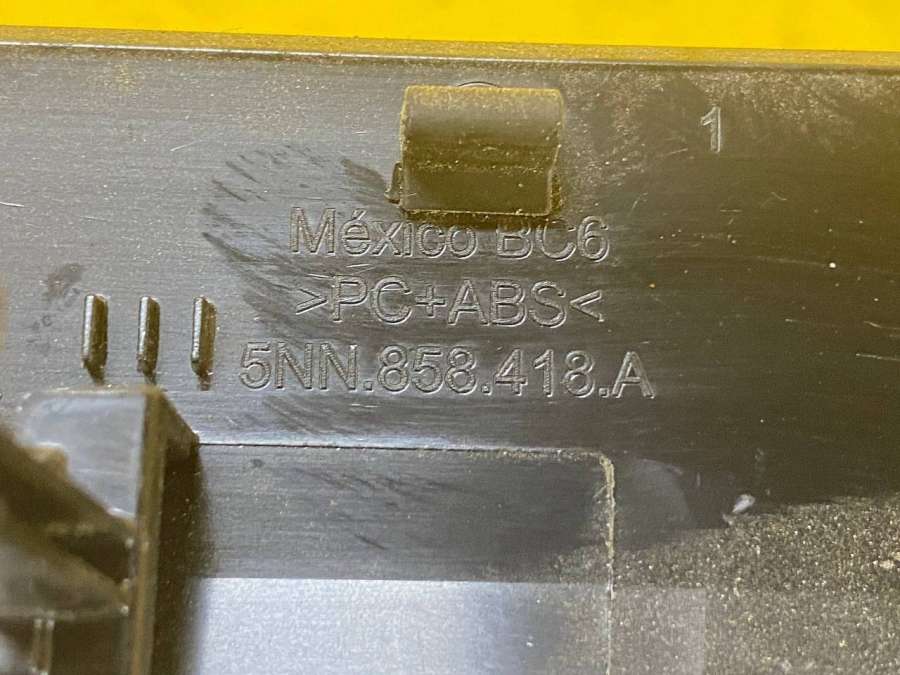 1
México BC6
>PC+ABS<
5NN.858.418.A